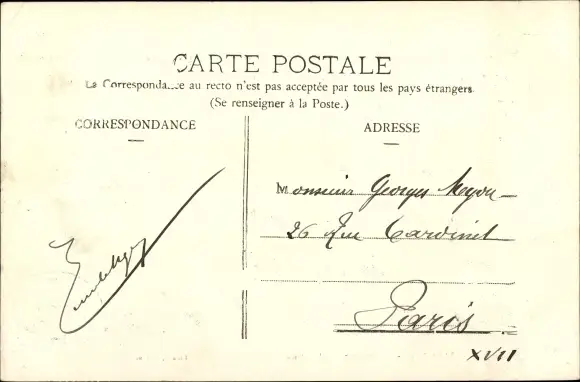 CARTE POSTALE
La Correspondance au recto n'est pas acceptée par tous les pays étrangers
(Se renseigner à la Poste.)
CORRESPONDANCE
ADRESSE
Monsieur Georges
26 Rue Cardinet
Paris
XVII